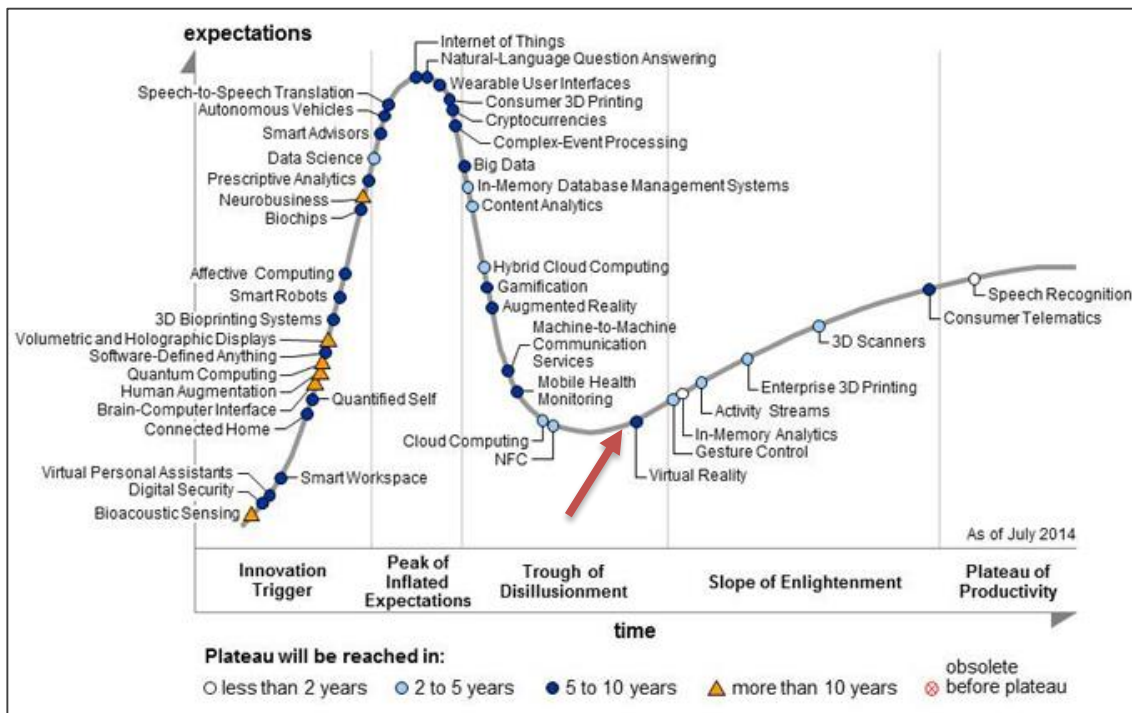 expectations
Internet of Things
Natural-Language Question Answering
Wearable User Interfaces
Consumer 3D Printing
Cryptocurrencies
Complex-Event Processing
Speech-to-Speech Translation
Autonomous Vehicles
Smart Advisors
Data Science
Prescriptive Analytics
Neurobusiness
Biochips
Big Data
In-Memory Database Management Systems
Content Analytics
Affective Computing
Smart Robots
3D Bioprinting Systems
Volumetric and Holographic Displays
Software-Defined Anything
Quantum Computing
Human Augmentation
Brain-Computer Interface
Quantified Self
Connected Home
Virtual Personal Assistants
Smart Workspace
Digital Security
Bioacoustic Sensing
Hybrid Cloud Computing
Gamification
Augmented Reality
Machine-to-Machine
Communication
Services
Mobile Health
Monitoring
Cloud Computing
NFC
Virtual Reality
Gesture Control
In-Memory Analytics
Activity Streams
Enterprise 3D Printing
3D Scanners
Consumer Telematics
Speech Recognition
As of July 2014
Innovation
Trigger
Peak of
Inflated
Expectations
Trough of
Disillusionment
Slope of Enlightenment
Plateau of
Productivity
time
Plateau will be reached in:
less than 2 years
2 to 5 years
5 to 10 years
more than 10 years
obsolete
before plateau